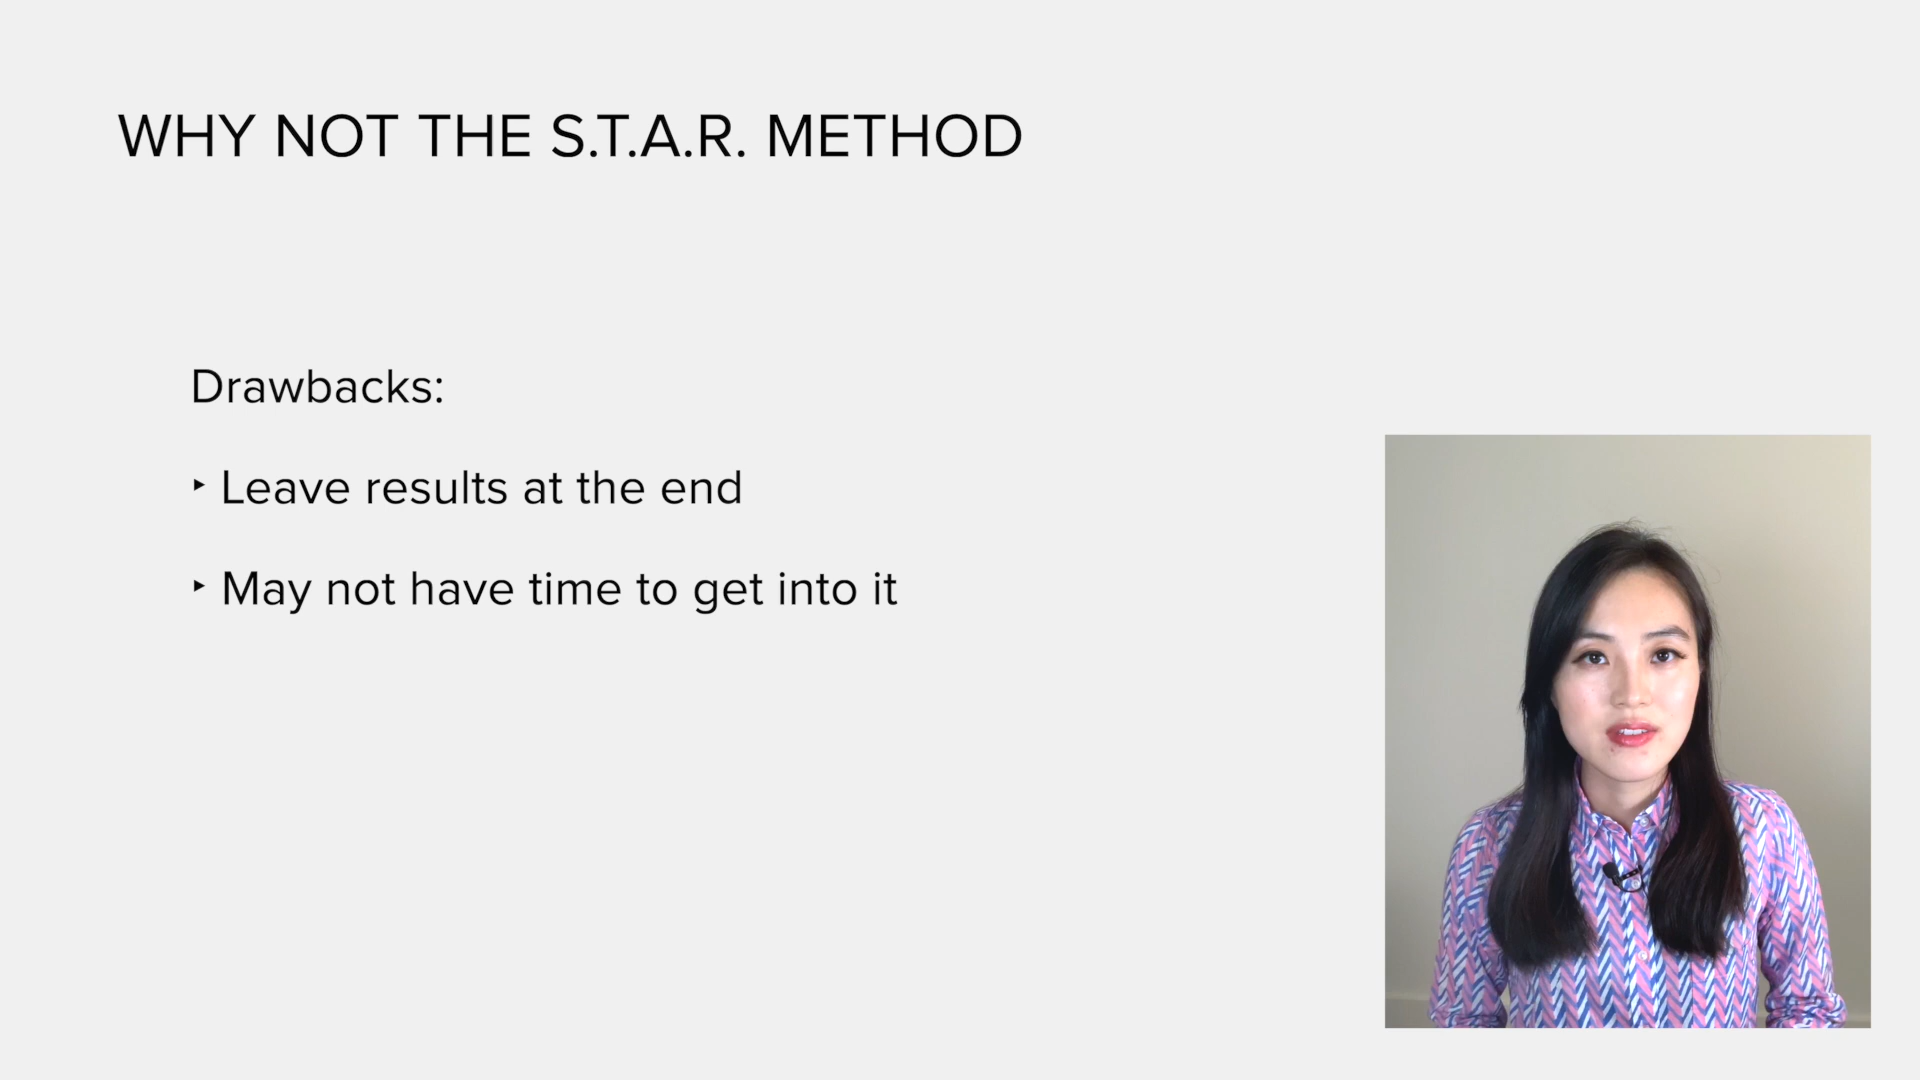 WHY NOT THE S.T.A.R. METHOD
Drawbacks:
‣ Leave results at the end
‣ May not have time to get into it